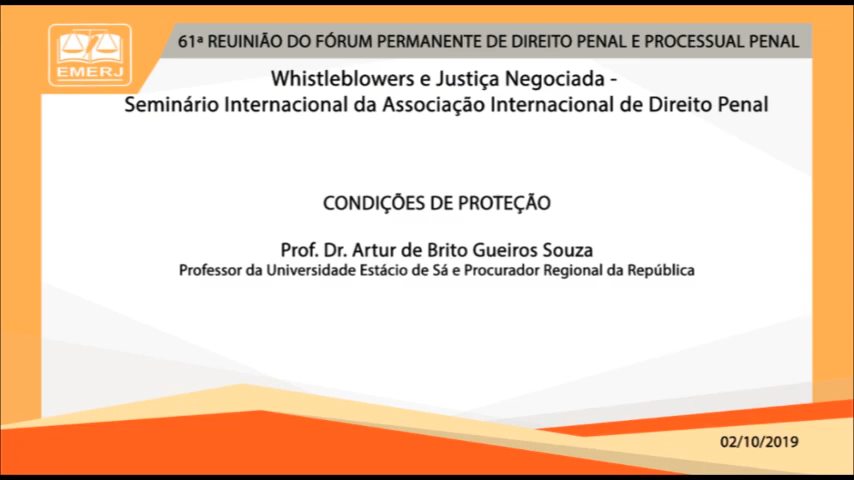 EMERJ
61ª REUINIÃO DO FÓRUM PERMANENTE DE DIREITO PENAL E PROCESSUAL PENAL
Whistleblowers e Justiça Negociada -
Seminário Internacional da Associação Internacional de Direito Penal
CONDIÇÕES DE PROTEÇÃO
Prof. Dr. Artur de Brito Gueiros Souza
Professor da Universidade Estácio de Sá e Procurador Regional da República
02/10/2019